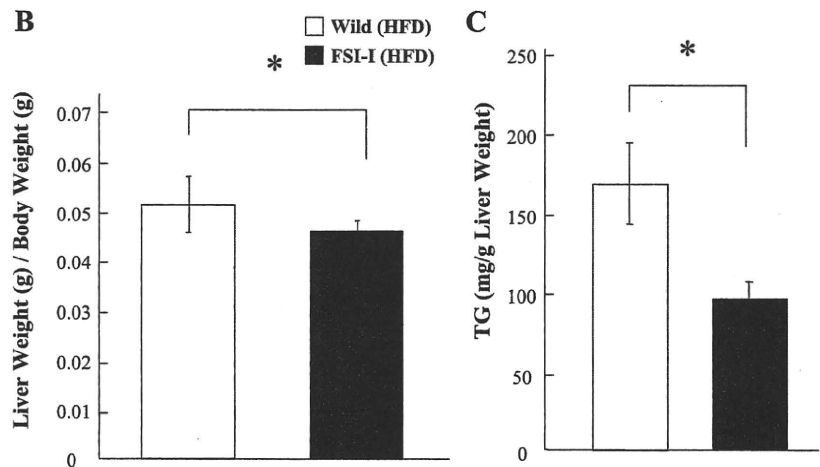 B
Wild (HFD)
FSI-I (HFD)
*
Liver Weight (g) / Body Weight (g)
0.07
0.06
0.05
0.04
0.03
0.02
0.01
0
C
*
TG (mg/g Liver Weight)
250
200
150
100
50
0